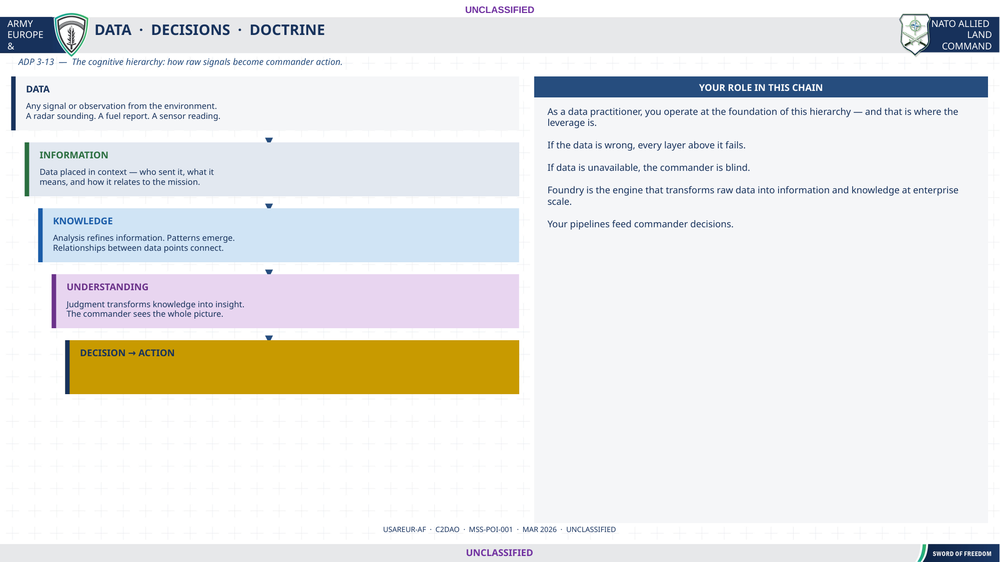 UNCLASSIFIED
ARMY
EUROPE
&
DATA · DECISIONS · DOCTRINE
NATO ALLIED
LAND
COMMAND
ADP 3-13 — The cognitive hierarchy: how raw signals become commander action.
DATA
Any signal or observation from the environment.
A radar sounding. A fuel report. A sensor reading.
INFORMATION
Data placed in context — who sent it, what it
means, and how it relates to the mission.
KNOWLEDGE
Analysis refines information. Patterns emerge.
Relationships between data points connect.
UNDERSTANDING
Judgment transforms knowledge into insight.
The commander sees the whole picture.
DECISION → ACTION
YOUR ROLE IN THIS CHAIN
As a data practitioner, you operate at the foundation of this hierarchy — and that is where the
leverage is.
If the data is wrong, every layer above it fails.
If data is unavailable, the commander is blind.
Foundry is the engine that transforms raw data into information and knowledge at enterprise
scale.
Your pipelines feed commander decisions.
USAREUR-AF · C2DAO · MSS-POI-001 · MAR 2026 · UNCLASSIFIED
UNCLASSIFIED
SWORD OF FREEDOM